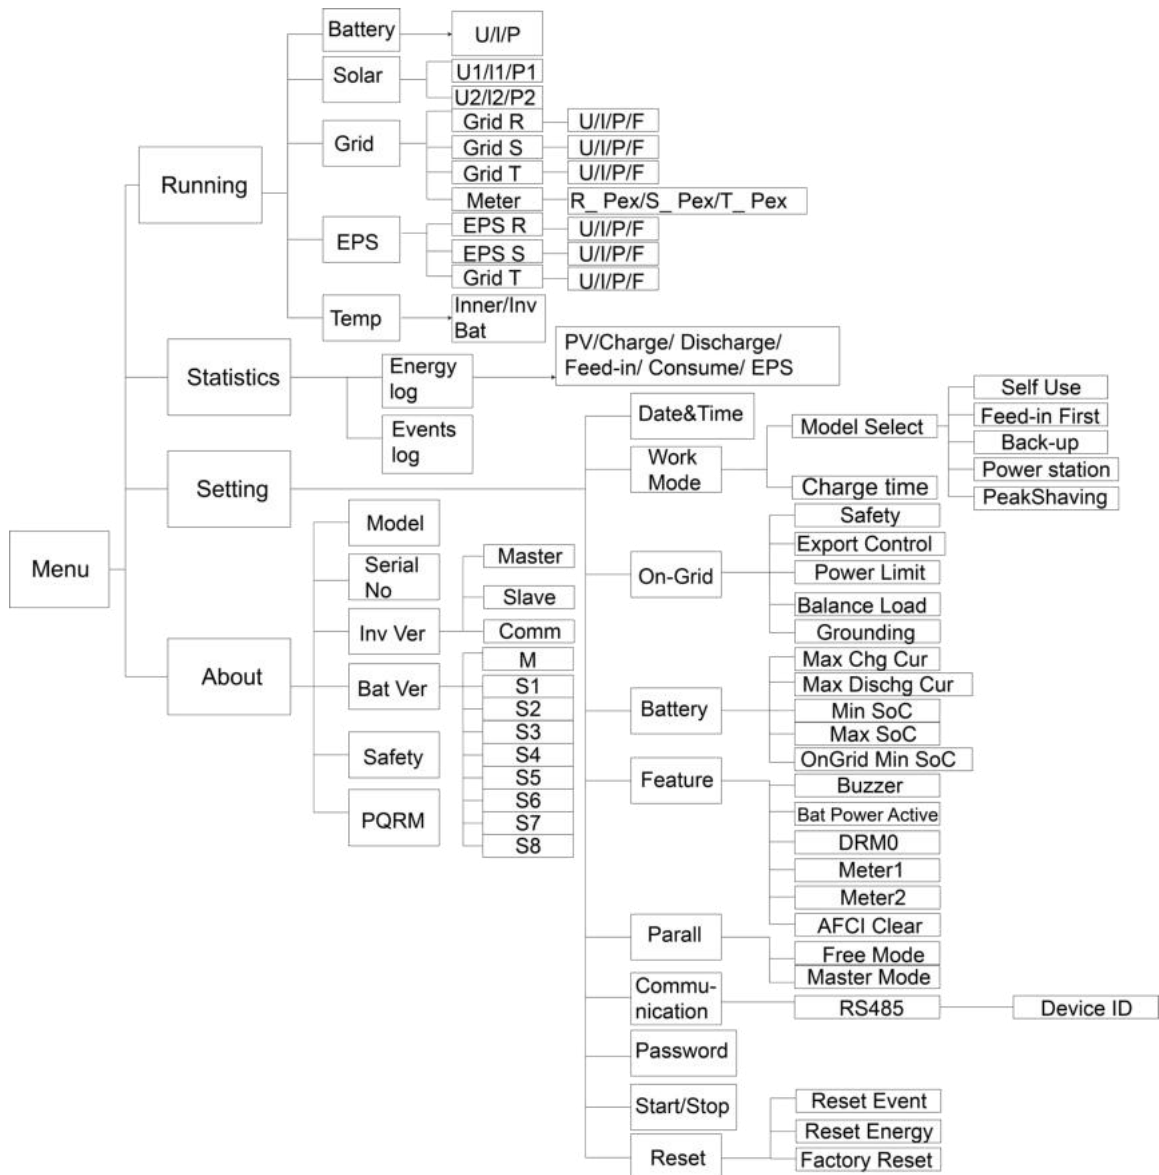 Menu
Running
Battery
U/I/P
Solar
U1/I1/P1
U2/I2/P2
Grid
Grid R
U/I/P/F
Grid S
U/I/P/F
Grid T
U/I/P/F
Meter
R_ Pex/S_ Pex/T_ Pex
EPS
EPS R
U/I/P/F
EPS S
U/I/P/F
Grid T
U/I/P/F
Temp
Inner/Inv
Bat
Statistics
Energy
log
PV/Charge/ Discharge/
Feed-in/ Consume/ EPS
Events
log
Setting
Date&Time
Work
Mode
Model Select
Self Use
Feed-in First
Back-up
Power station
PeakShaving
Charge time
On-Grid
Safety
Export Control
Power Limit
Balance Load
Grounding
Battery
Max Chg Cur
Max Dischg Cur
Min SoC
Max SoC
OnGrid Min SoC
Feature
Buzzer
Bat Power Active
DRM0
Meter1
Meter2
AFCI Clear
Parall
Free Mode
Master Mode
Commu-
nication
RS485
Device ID
Password
Start/Stop
Reset
Reset Event
Reset Energy
Factory Reset
About
Model
Serial
No
Inv Ver
Master
Slave
Comm
Bat Ver
M
S1
S2
S3
S4
S5
S6
S7
S8
Safety
PQRM